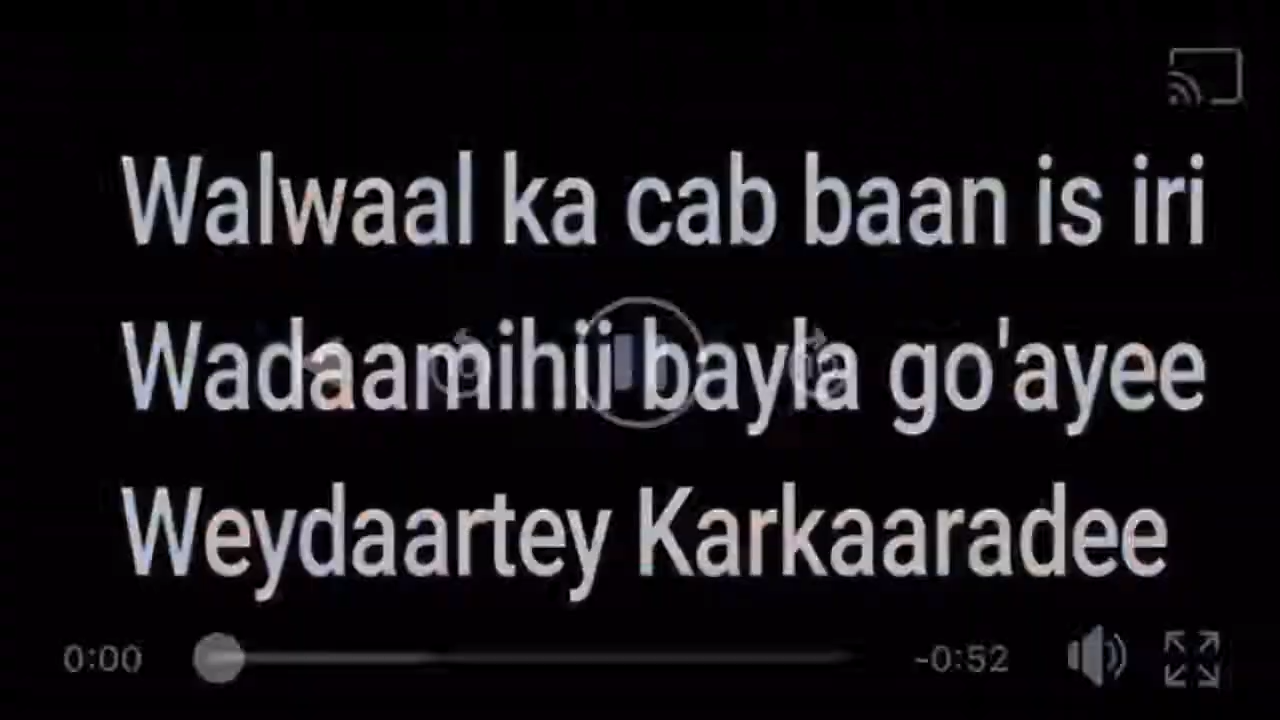 Walwaal ka cab baan is iri
Wadaamihii bayla go'ayee
Weydaartey Karkaaradee
0:00
-0:52